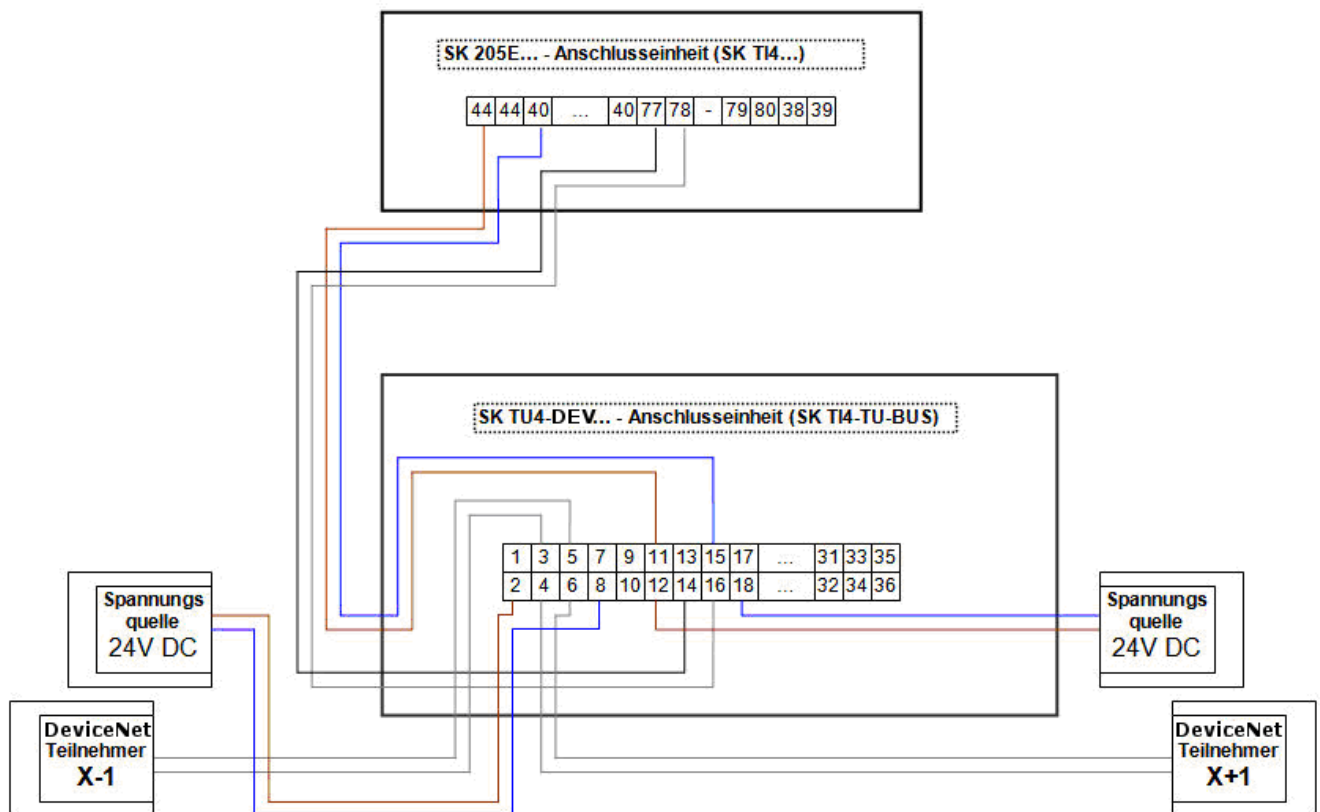 SK 205E... - Anschlusseinheit (SK TI4...)
44 44 40 ... 40 77 78 - 79 80 38 39
SK TU4-DEV... - Anschlusseinheit (SK TI4-TU-BUS)
1 3 5 7 9 11 13 15 17 ... 31 33 35
2 4 6 8 10 12 14 16 18 ... 32 34 36
Spannungs
quelle
24V DC
Spannungs
quelle
24V DC
DeviceNet
Teilnehmer
X-1
DeviceNet
Teilnehmer
X+1